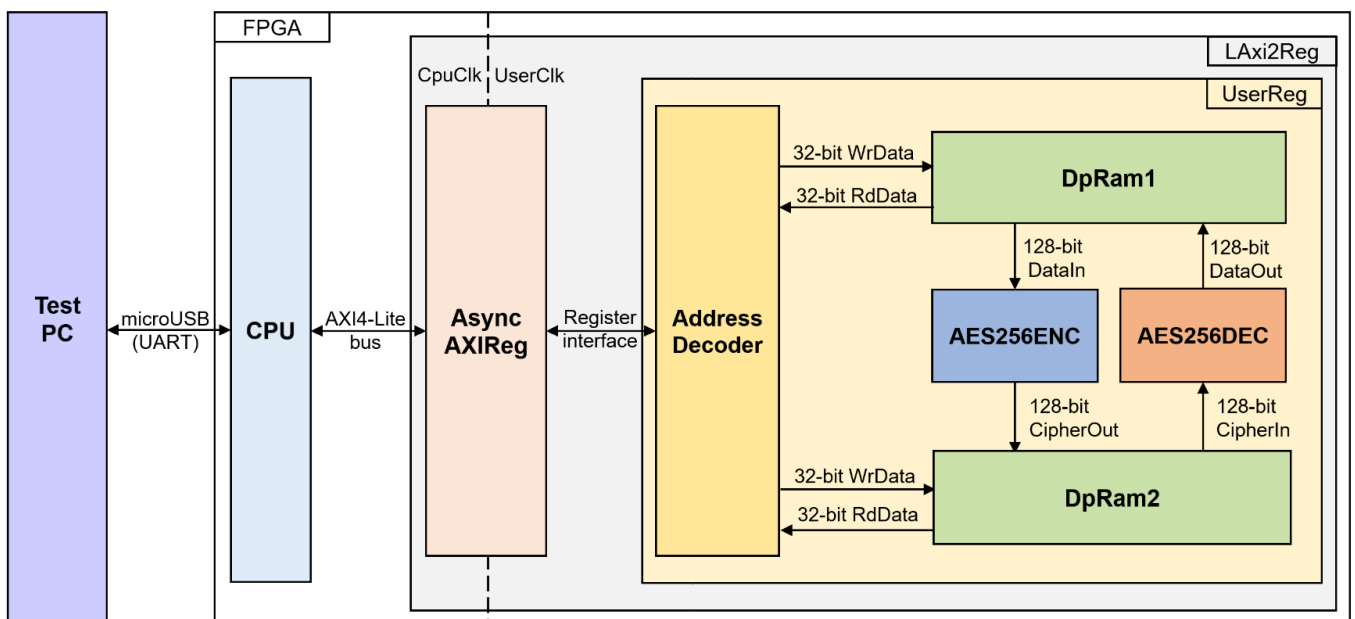 FPGA
LAxi2Reg
CpuClk
UserClk
UserReg
Test
PC
microUSB
(UART)
CPU
AXI4-Lite
bus
Async
AXIReg
Register
interface
Address
Decoder
32-bit WrData
32-bit RdData
DpRam1
128-bit
DataIn
128-bit
DataOut
AES256ENC
AES256DEC
128-bit
CipherOut
128-bit
CipherIn
32-bit WrData
32-bit RdData
DpRam2